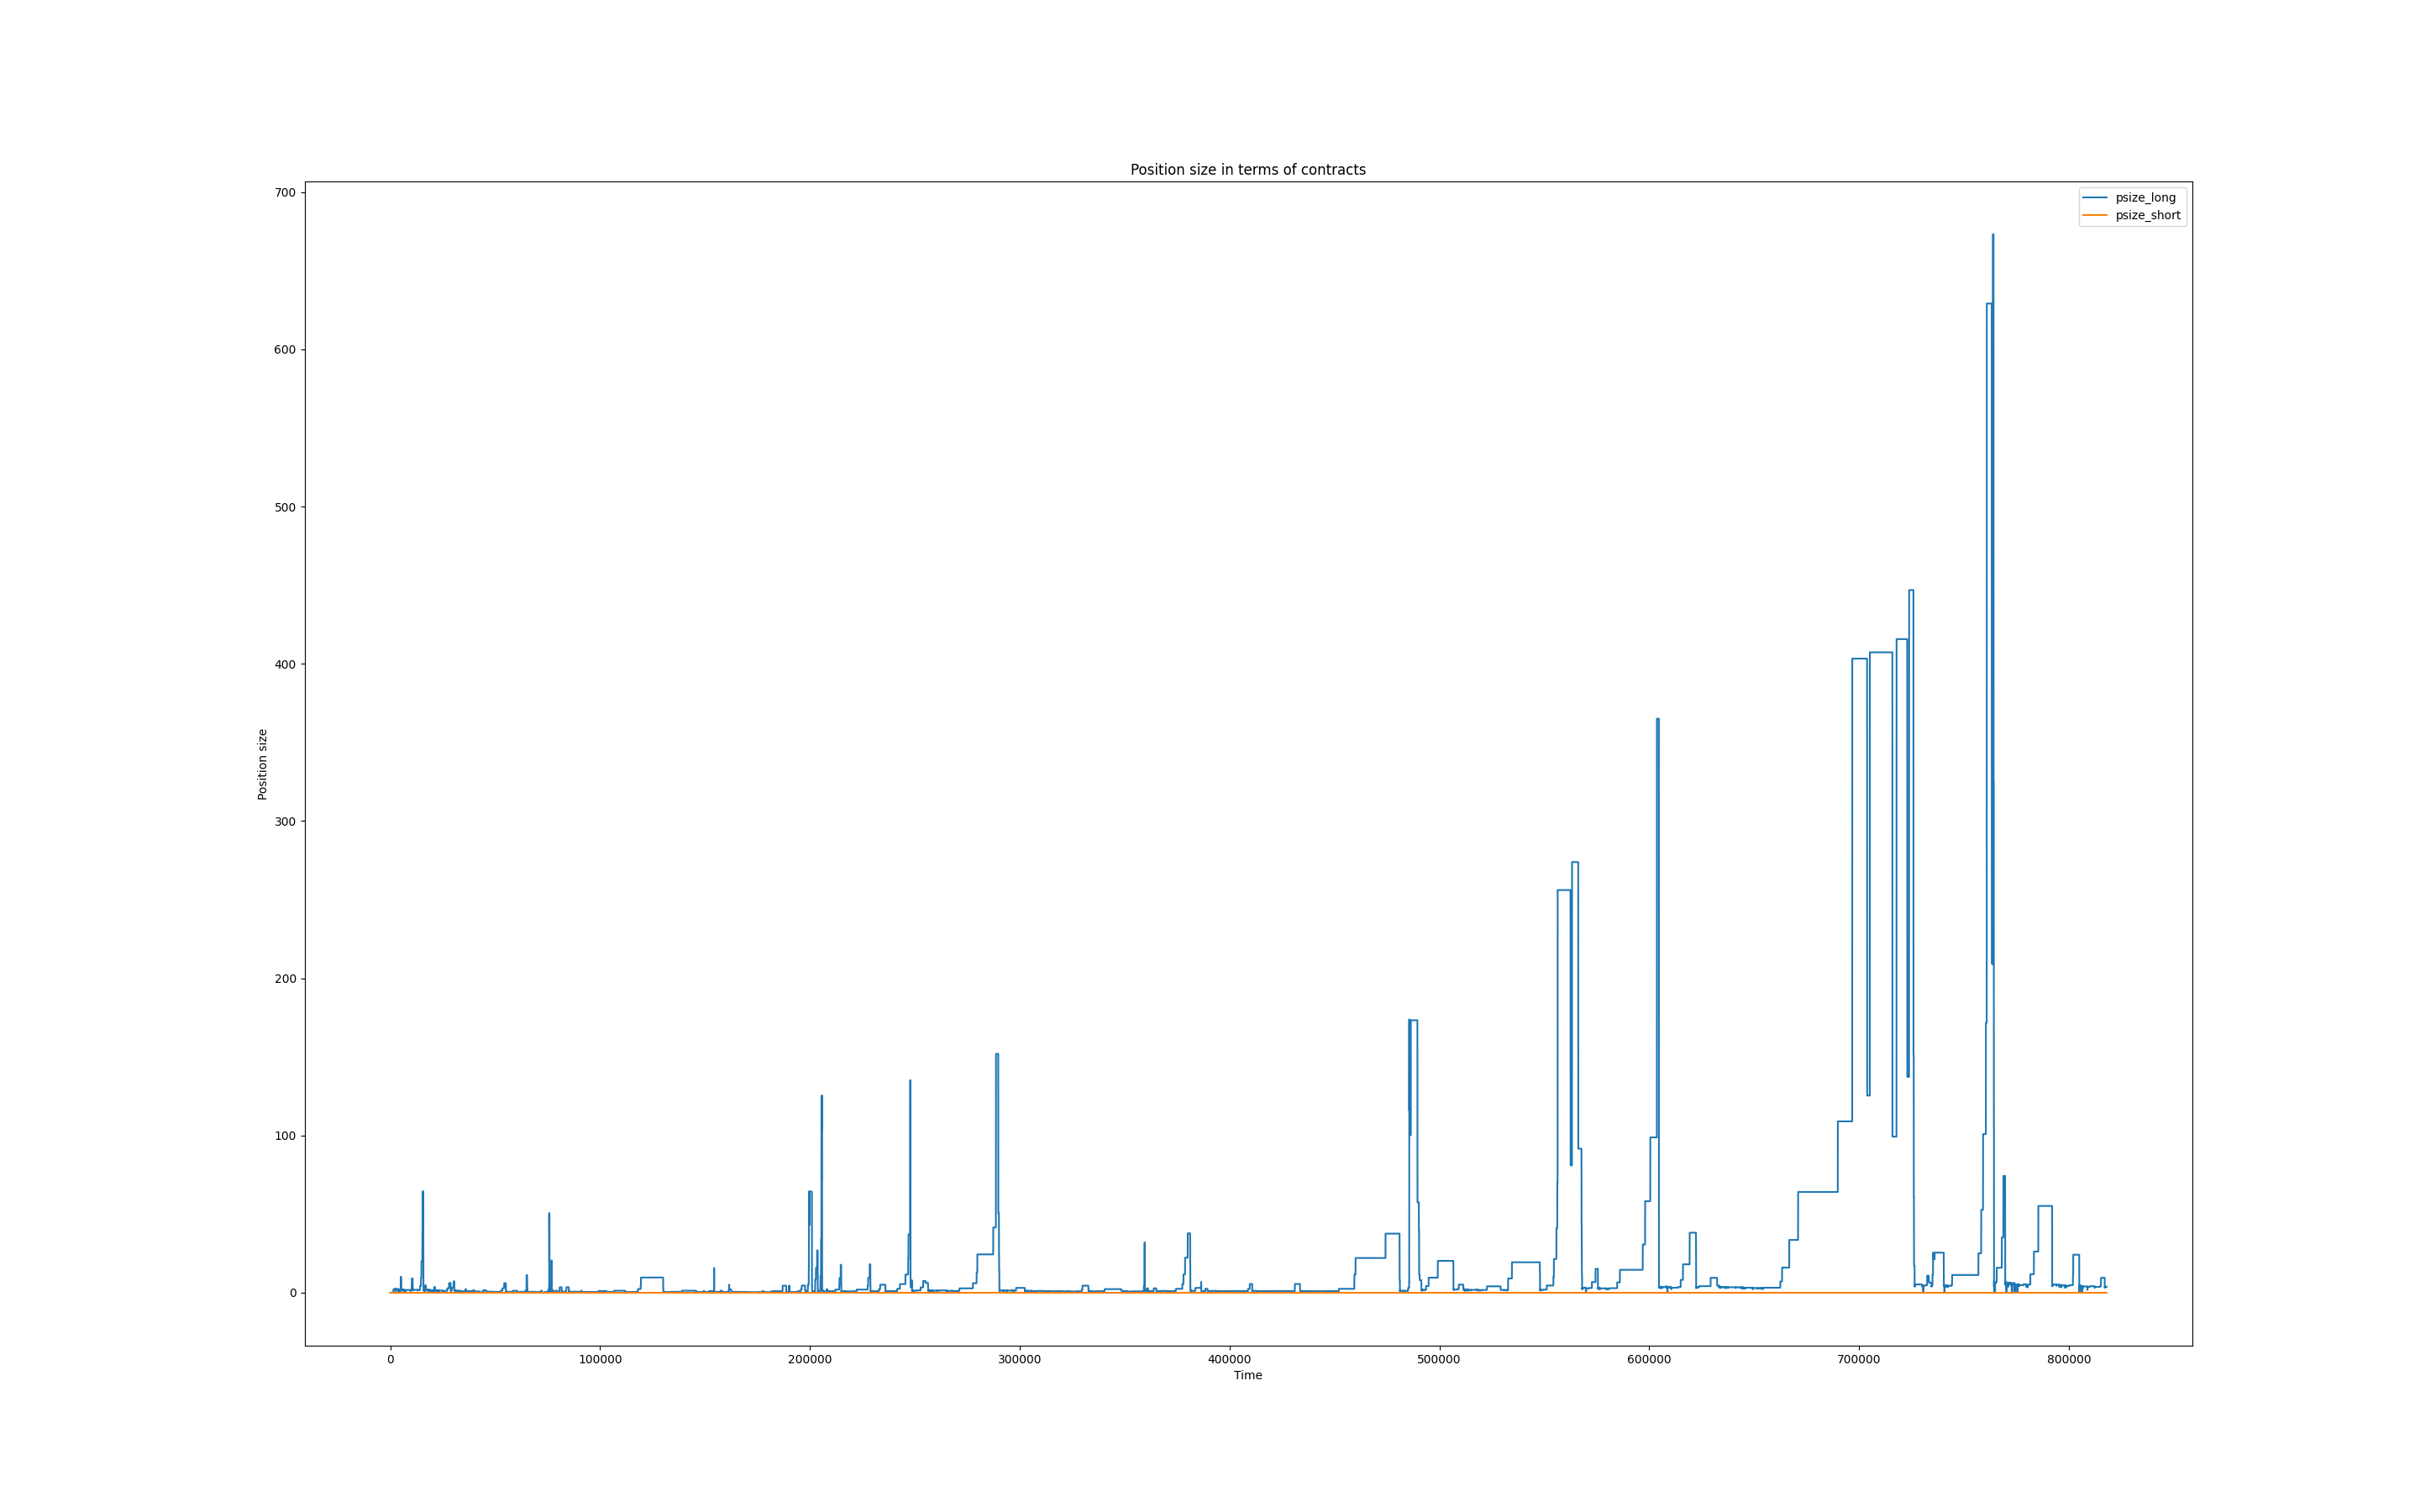 Position size in terms of contracts
psize_long
psize_short
700
600
500
400
300
200
100
0
Position size
0 100000 200000 300000 400000 500000 600000 700000 800000
Time